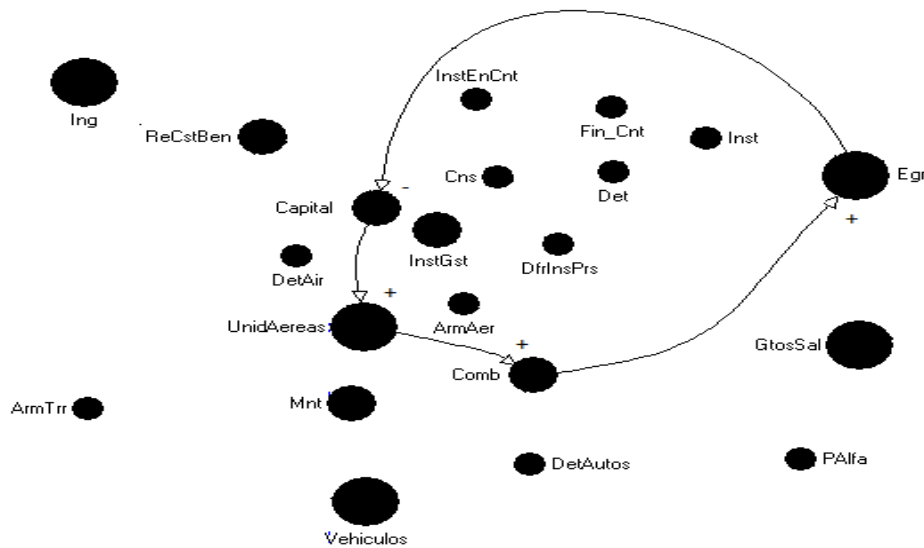 InstEnCnt
Ing
Fin_Cnt
ReCstBen
Inst
Cns
Det
Egr
-
Capital
+
InstGst
DfrInsPrs
DetAir
+
ArmAer
UnidAereas
+
GtosSal
Comb
Mnt
ArmTrr
DetAutos
PAlfa
Vehiculos